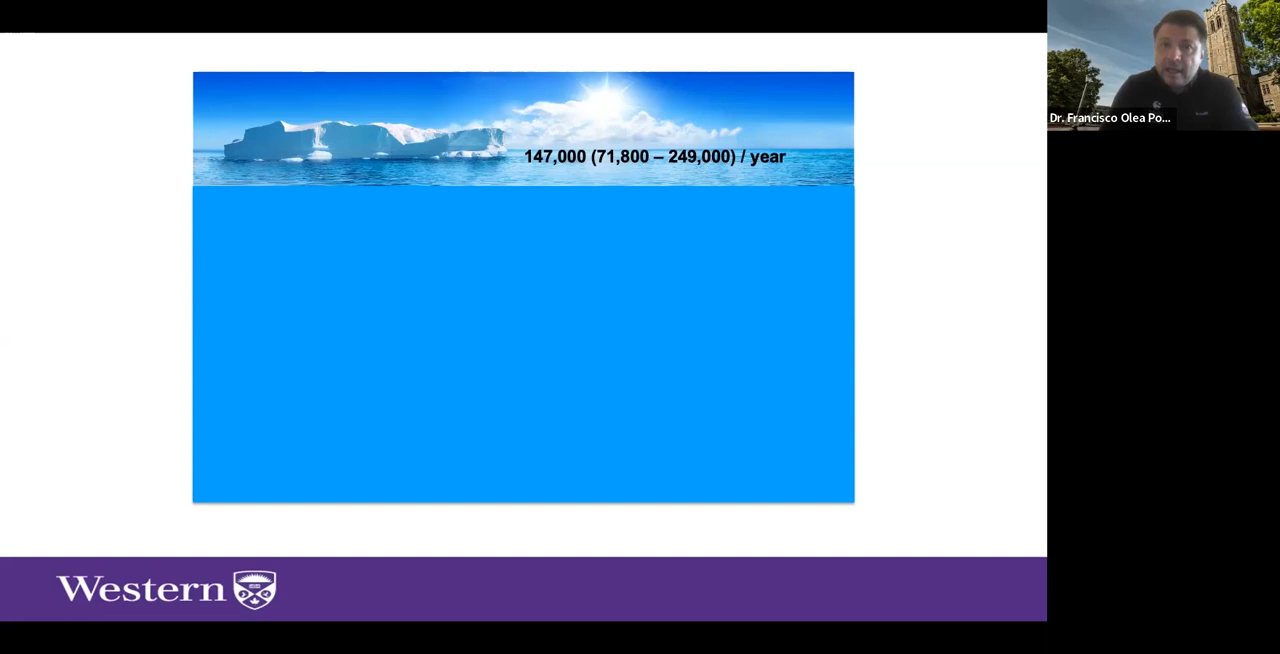 147,000 (71,800 – 249,000) / year
Dr. Francisco Olea Po...
Western